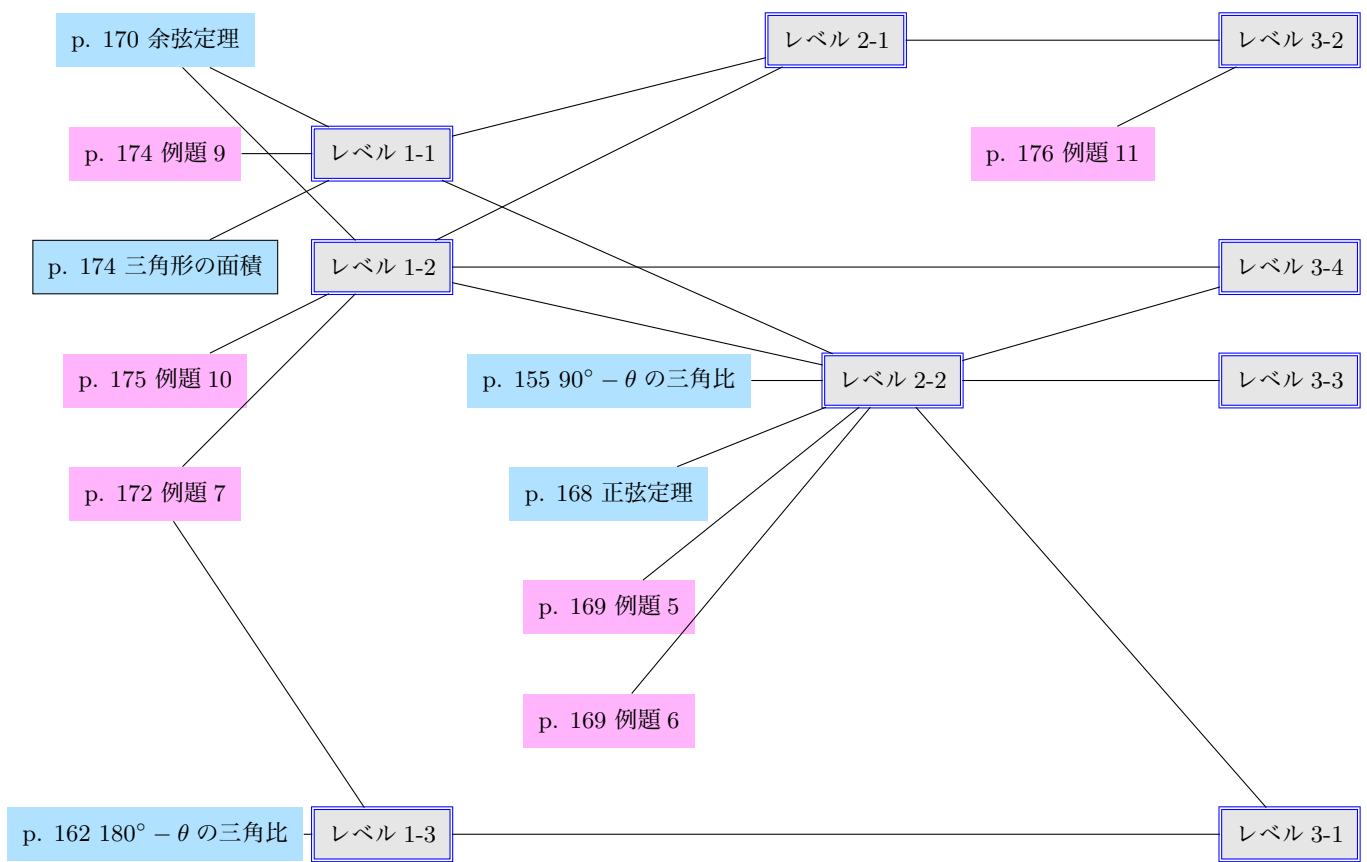 p. 170 余弦定理
レベル 2-1
レベル 3-2
p. 174 例題 9
レベル 1-1
p. 176 例題 11
p. 174 三角形の面積
レベル 1-2
レベル 3-4
p. 175 例題 10
p. 155 90° − θ の三角比
レベル 2-2
レベル 3-3
p. 172 例題 7
p. 168 正弦定理
p. 169 例題 5
p. 169 例題 6
p. 162 180° − θ の三角比
レベル 1-3
レベル 3-1